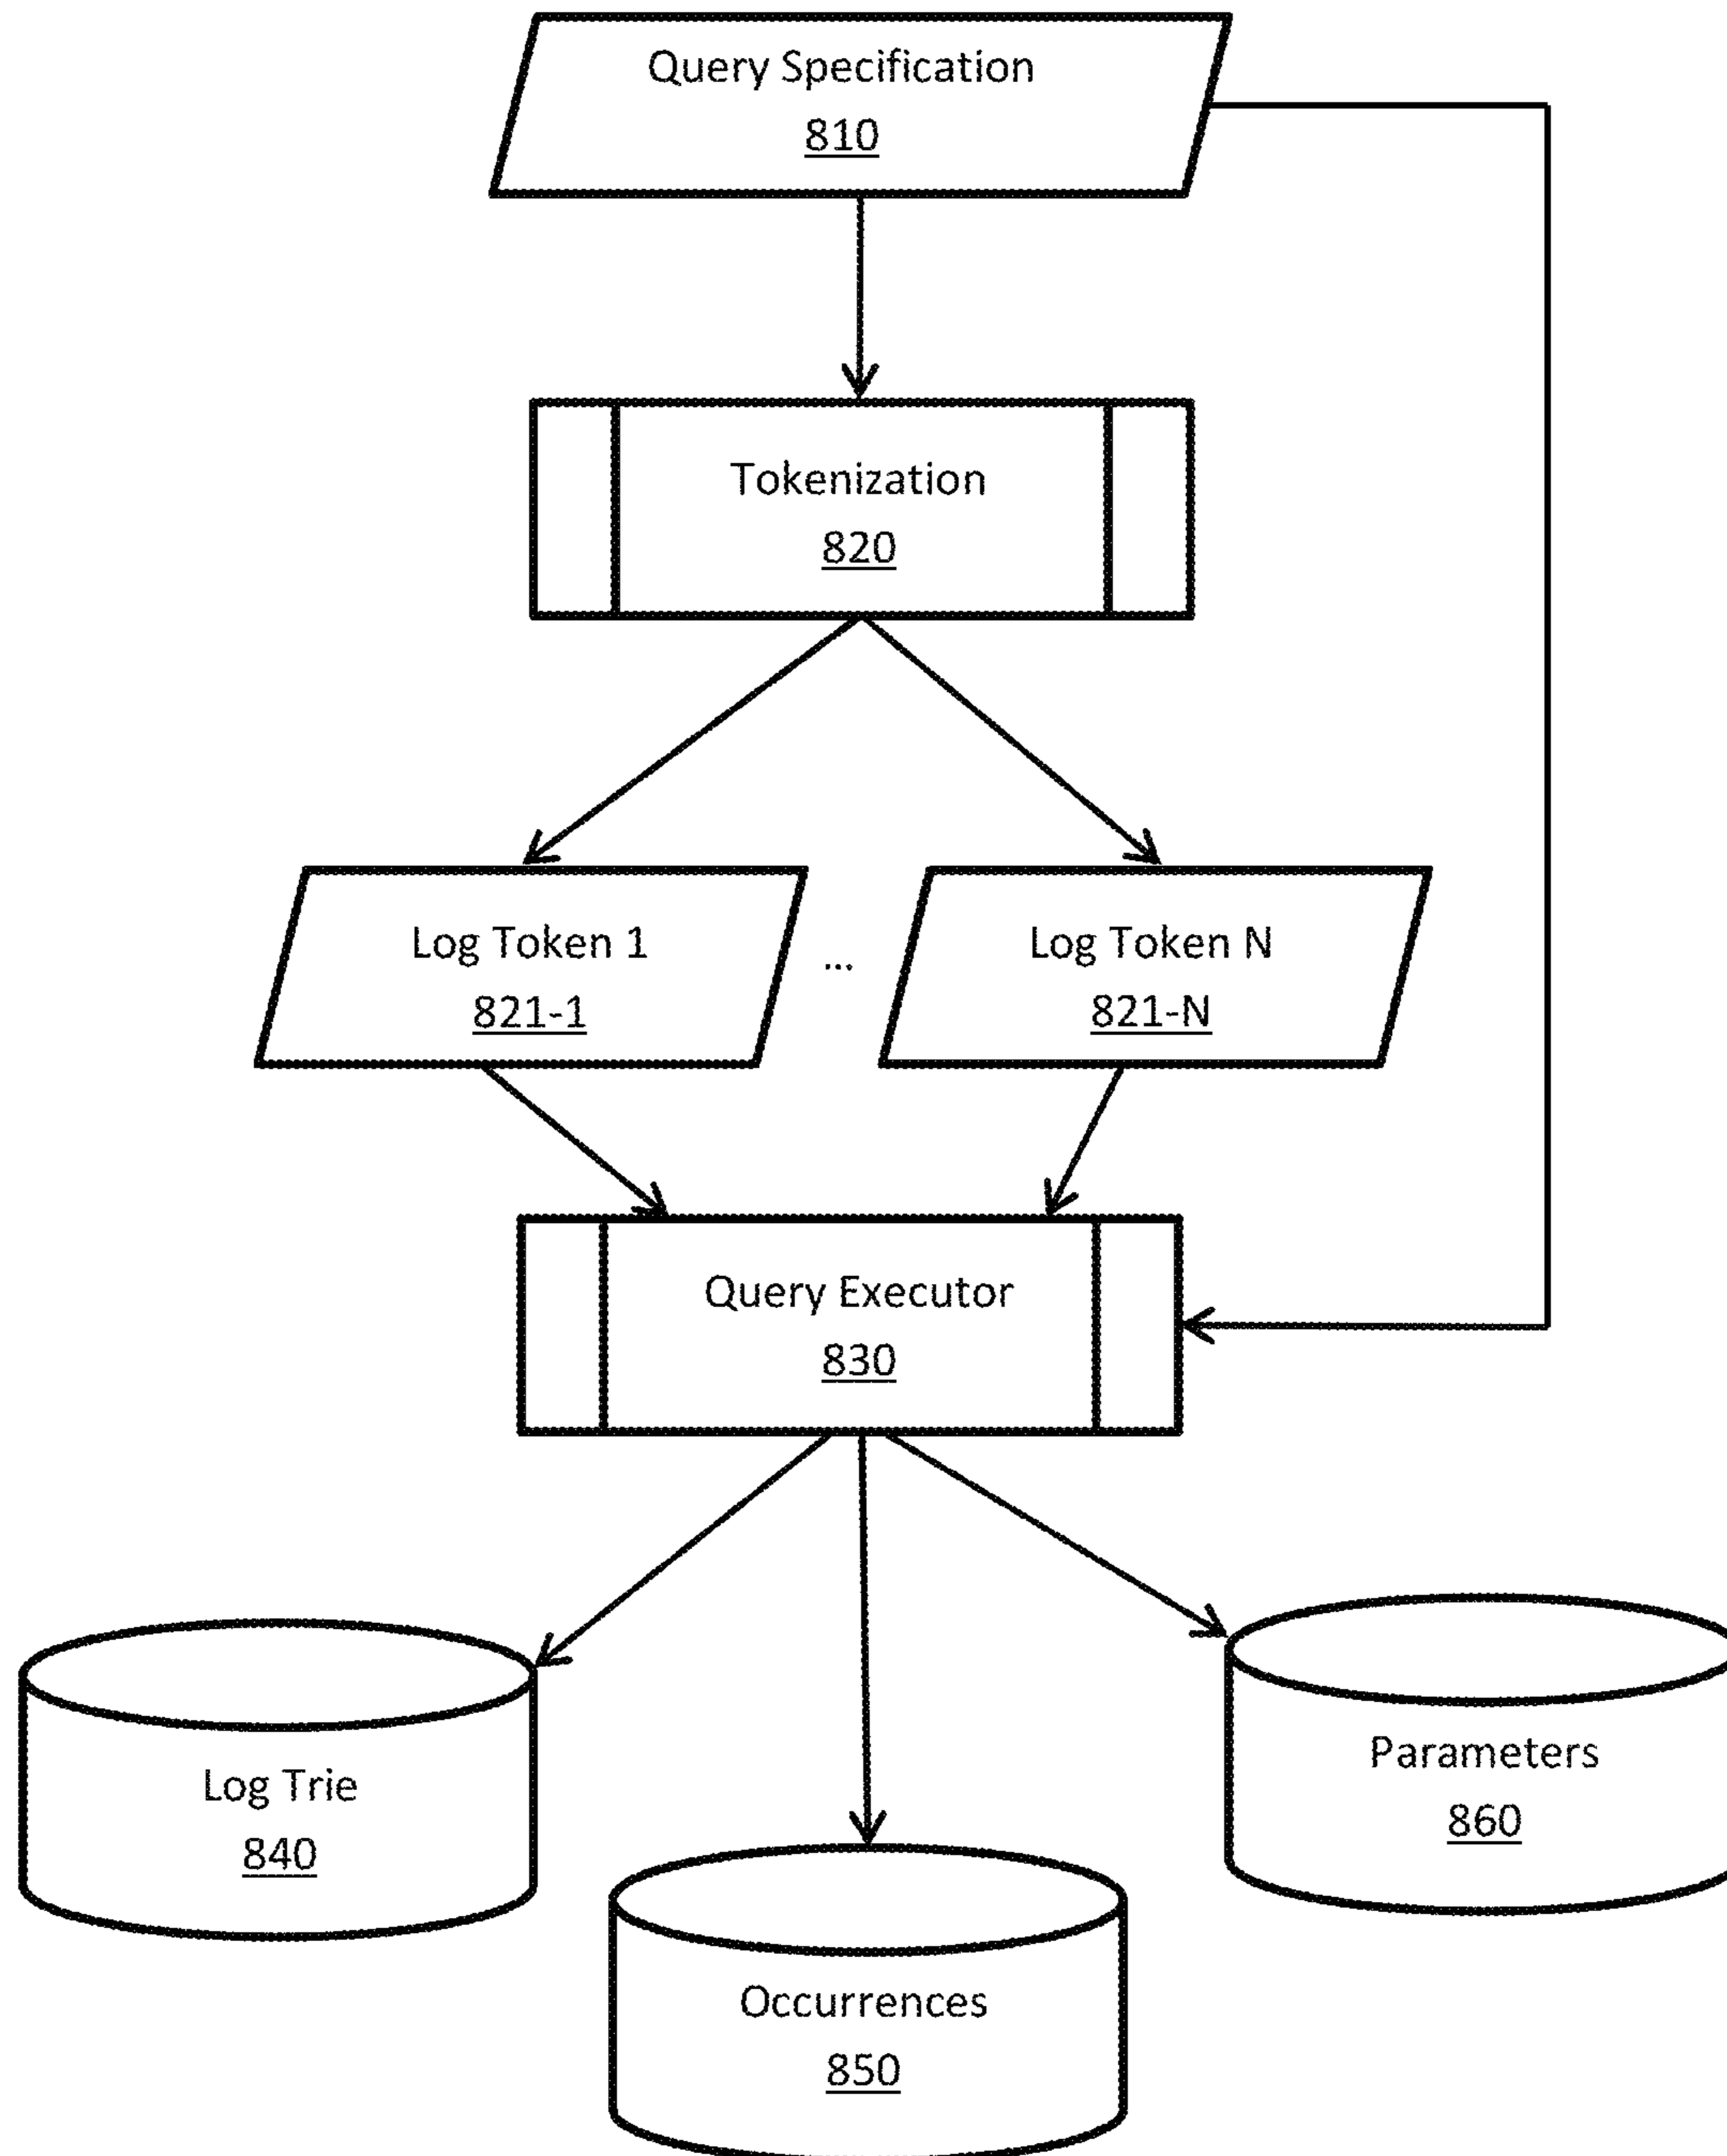 Query Specification
810
Tokenization
820
Log Token 1
821-1
...
Log Token N
821-N
Query Executor
830
Log Trie
840
Occurrences
850
Parameters
860